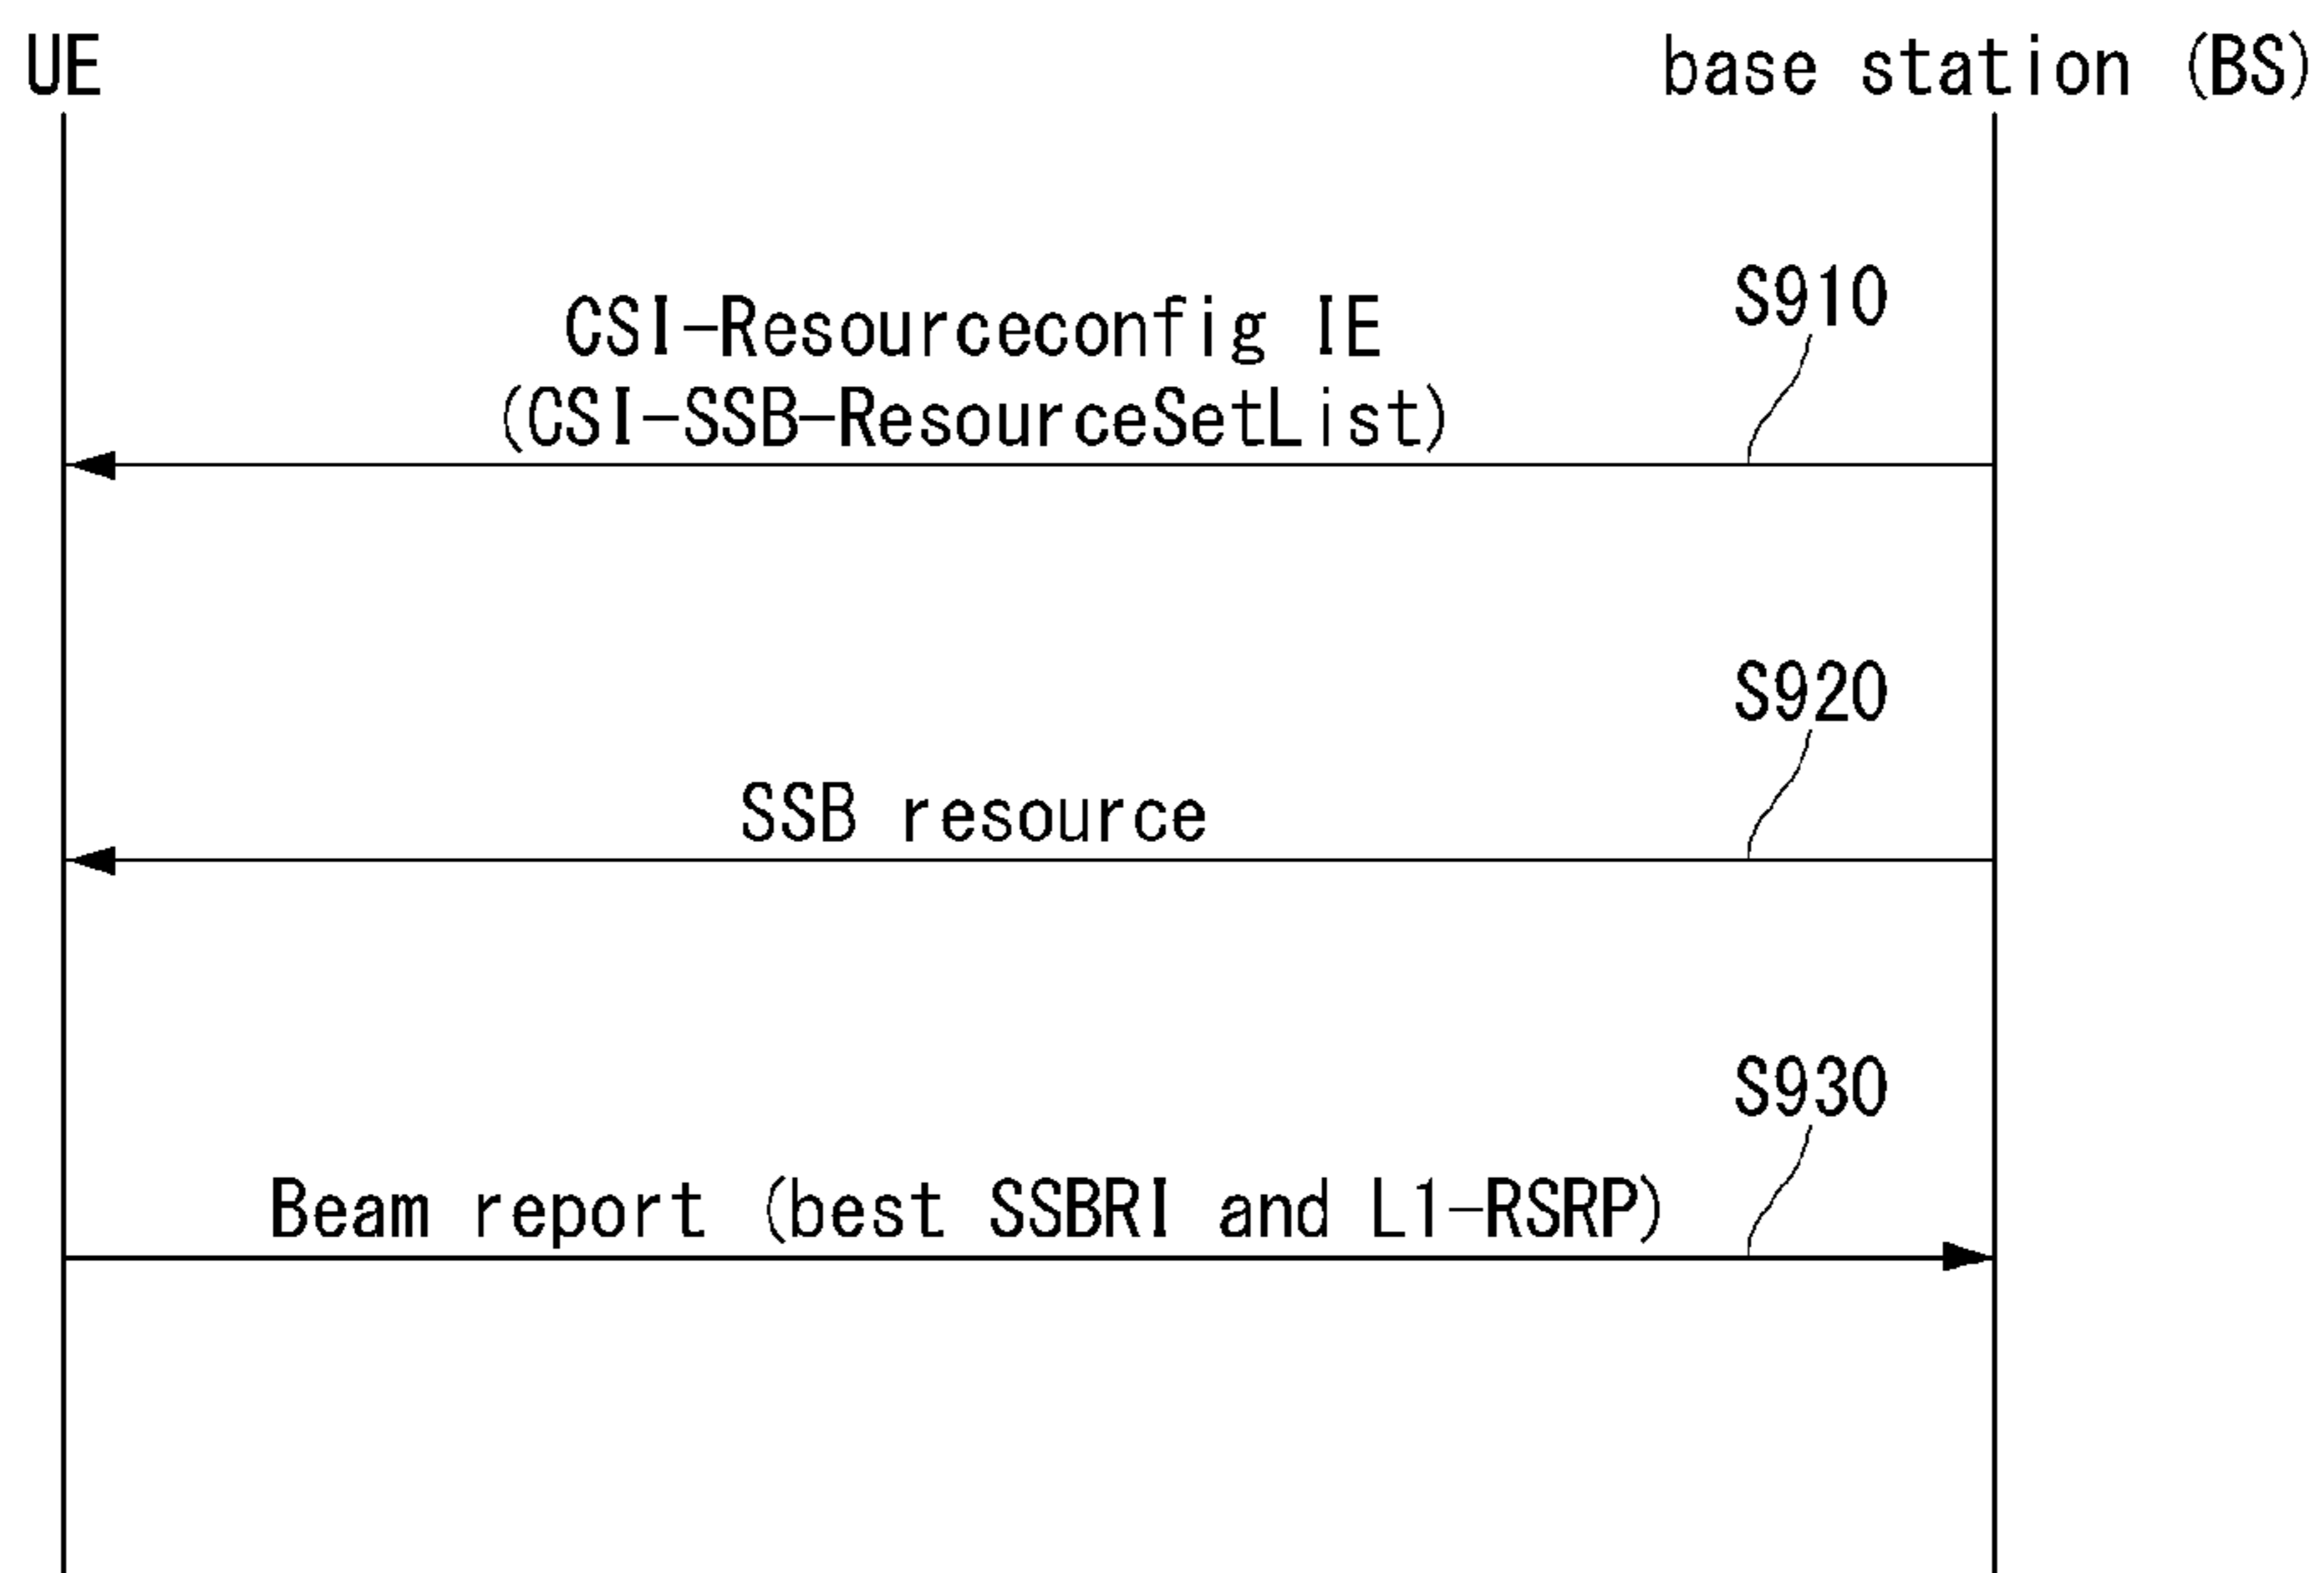 UE
base station (BS)
S910
CSI-Resourceconfig IE
(CSI-SSB-ResourceSetList)
S920
SSB resource
S930
Beam report (best SSBRI and L1-RSRP)